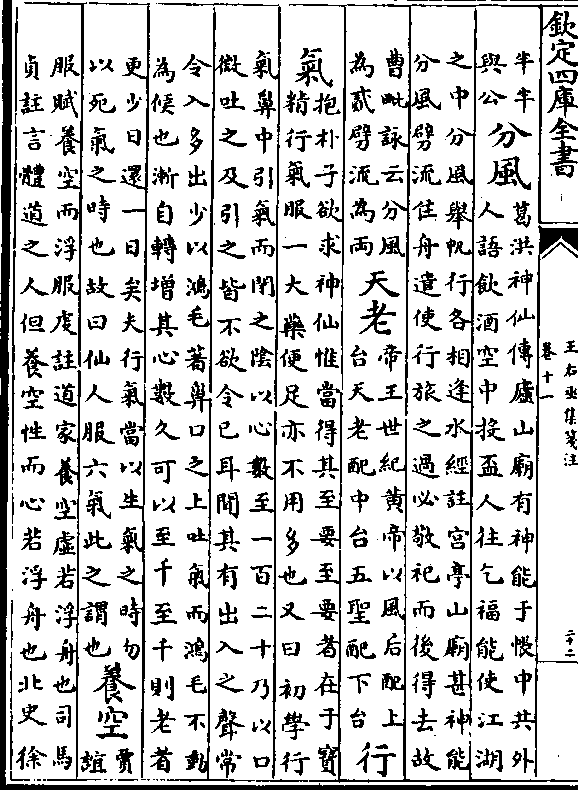 欽定四庫全書
王右丞集箋注
卷十一
二十二
與公
分風
葛洪神仙傳廬山廟有神能于帳中共外
人語飲酒空中投盃人往乞福能使江湖
之中分風舉帆行各相逢水經註宮亭山廟甚神能
分風劈流住舟遣使行旅之過必敬祀而後得去故
曹毗詠云分風
為貳劈流為兩
天老
帝王世紀黃帝以風后配上
台天老配中台五聖配下台
行
氣
抱朴子欲求神仙惟當得其至要至要者在于寶
精行氣服一大藥便足亦不用多也又曰初學行
氣鼻中引氣而閉之陰以心數至一百二十乃以口
微吐之及引之皆不欲令已耳聞其有出入之聲常
令入多出少以鴻毛著鼻口之上吐氣而鴻毛不動
為候也漸自轉增其心數久可以至千至千則老者
更少日還一日矣夫行氣當以生氣之時勿
以死氣之時也故曰仙人服六氣此之謂也
養空
賈
誼
服賦養空而浮服虔註道家養空虛若浮舟也司馬
貞註言體道之人但養空性而心若浮舟也北史徐